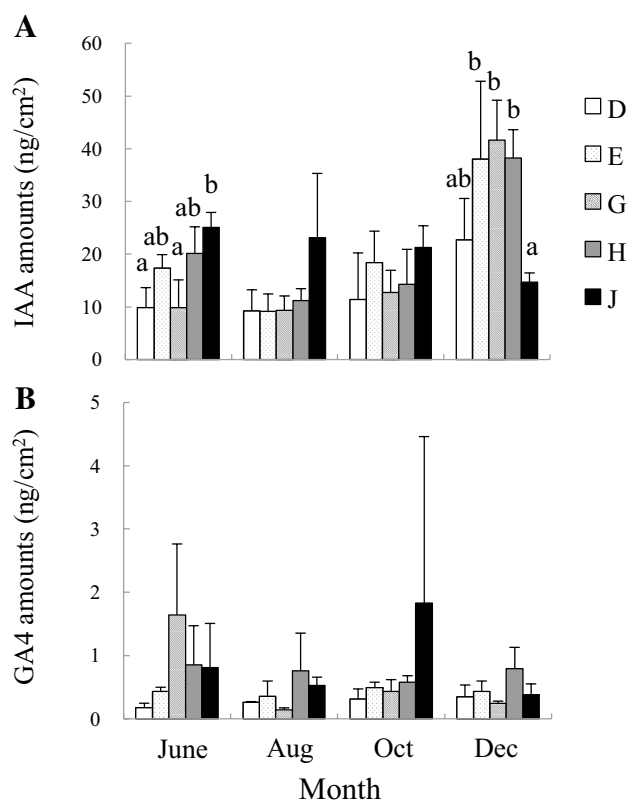 A
IAA amounts (ng/cm²)
60
50
40
30
20
10
0
a
ab
a
ab
b
ab
b
b
b
a
D
E
G
H
J
B
GA4 amounts (ng/cm²)
5
4
3
2
1
0
June Aug Oct Dec
Month